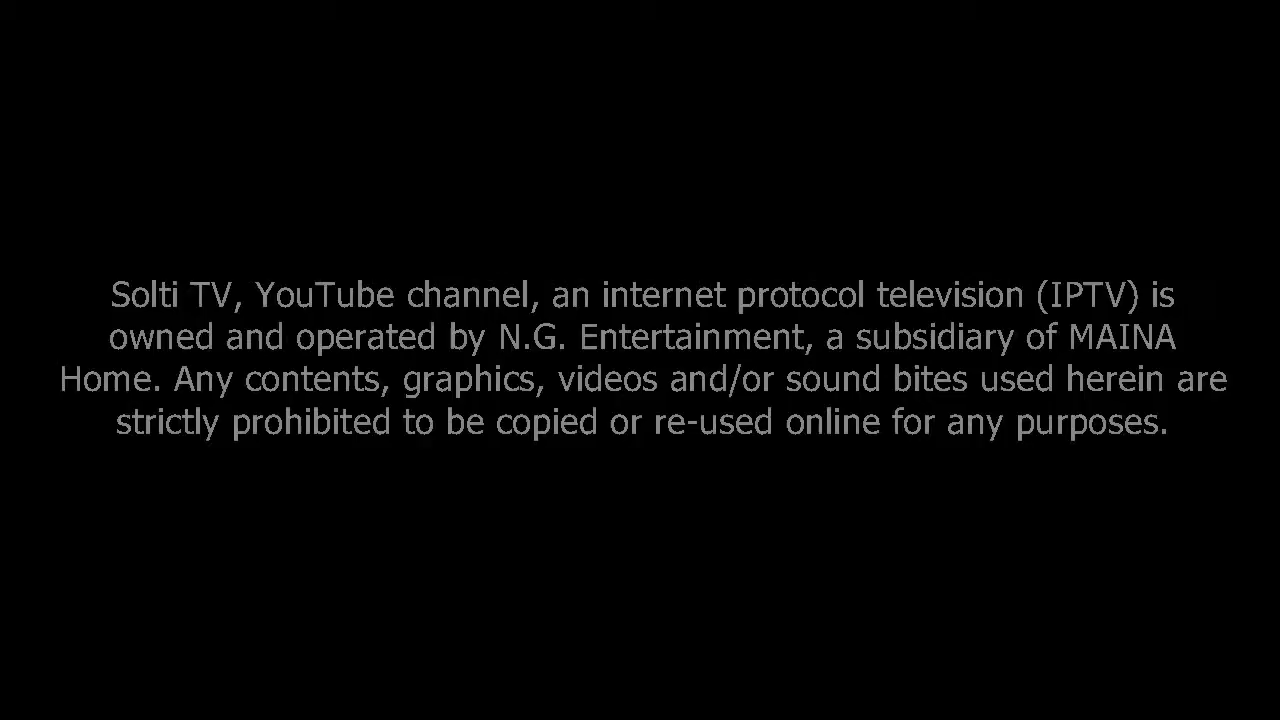 Solti TV, YouTube channel, an internet protocol television (IPTV) is
owned and operated by N.G. Entertainment, a subsidiary of MAINA
Home. Any contents, graphics, videos and/or sound bites used herein are
strictly prohibited to be copied or re-used online for any purposes.